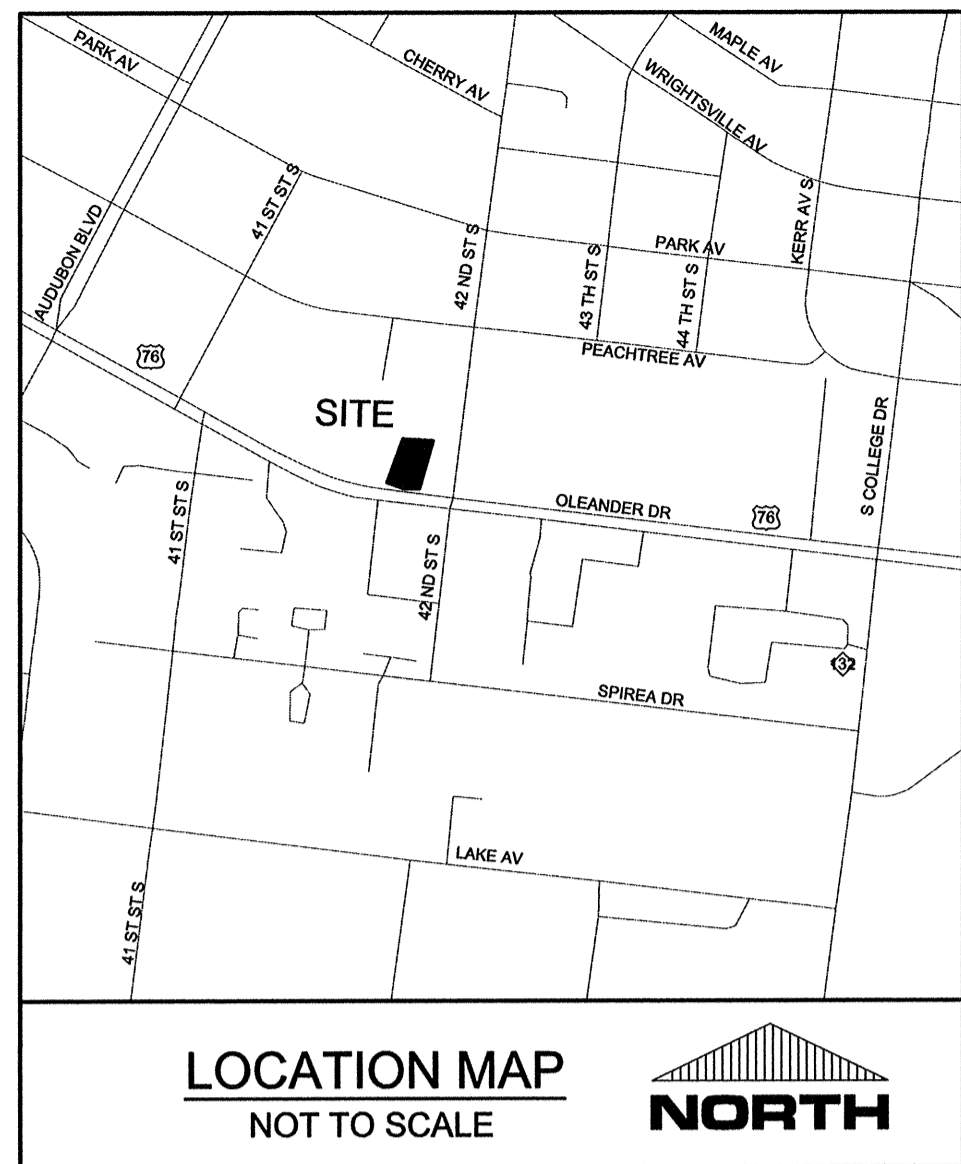 MAPLE AV
PARK AV
CHERRY AV
WRIGHTSVILLE AV
41 ST ST S
KERR AV S
AUDUBON BLVD
42 ND ST S
PARK AV
43 TH ST S
44 TH ST S
76
PEACHTREE AV
SITE
S COLLEGE DR
OLEANDER DR
76
41 ST ST S
42 ND ST S
132
SPIREA DR
LAKE AV
41 ST ST S
LOCATION MAP
NOT TO SCALE
NORTH